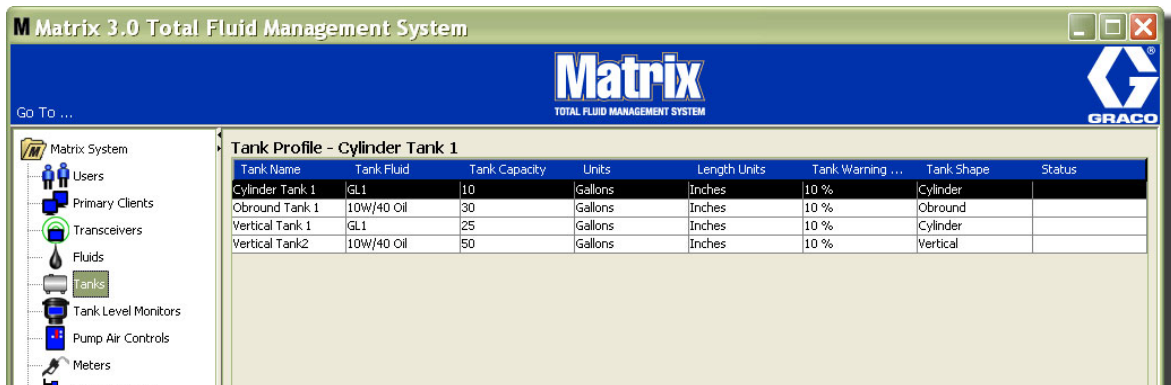 M Matrix 3.0 Total Fluid Management System
Matrix
TOTAL FLUID MANAGEMENT SYSTEM
Go To ...
GRACO
Matrix System
Users
Primary Clients
Transceivers
Fluids
Tanks
Tank Level Monitors
Pump Air Controls
Meters
Tank Profile - Cylinder Tank 1
Tank Name Tank Fluid Tank Capacity Units Length Units Tank Warning ... Tank Shape Status
Cylinder Tank 1 GL1 10 Gallons Inches 10 % Cylinder
Obround Tank 1 10W/40 Oil 30 Gallons Inches 10 % Obround
Vertical Tank 1 GL1 25 Gallons Inches 10 % Cylinder
Vertical Tank2 10W/40 Oil 50 Gallons Inches 10 % Vertical